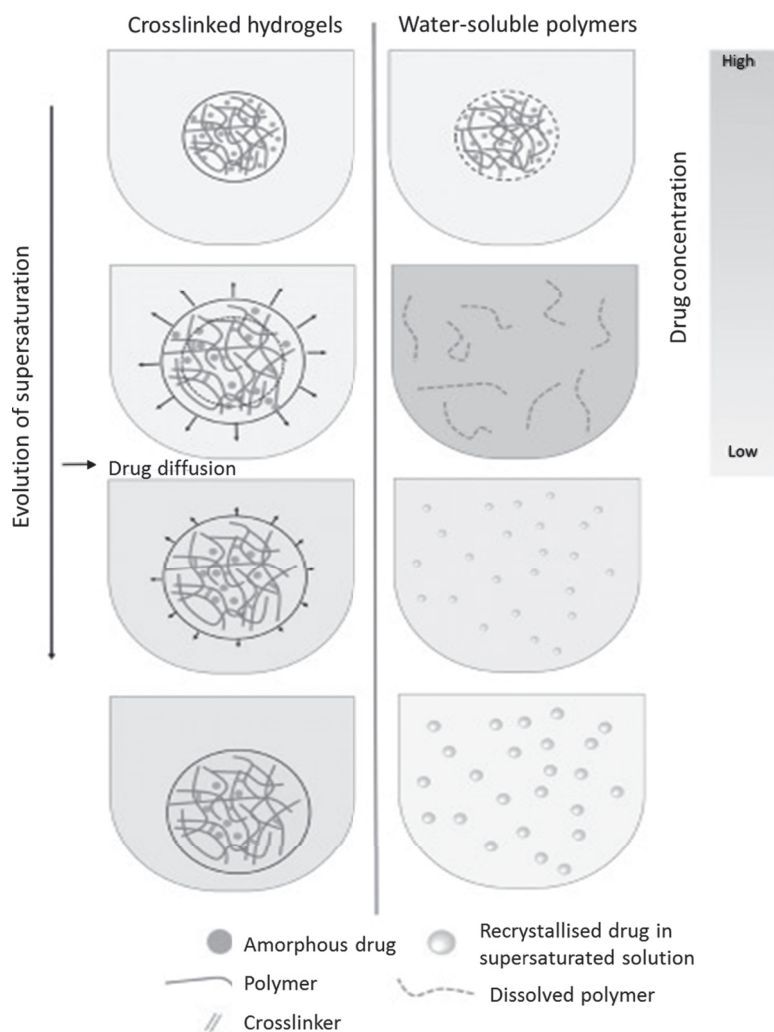 Crosslinked hydrogels
Water-soluble polymers
High
Drug concentration
Low
Evolution of supersaturation
Drug diffusion
Amorphous drug
Polymer
Crosslinker
Recrystallised drug in
supersaturated solution
Dissolved polymer